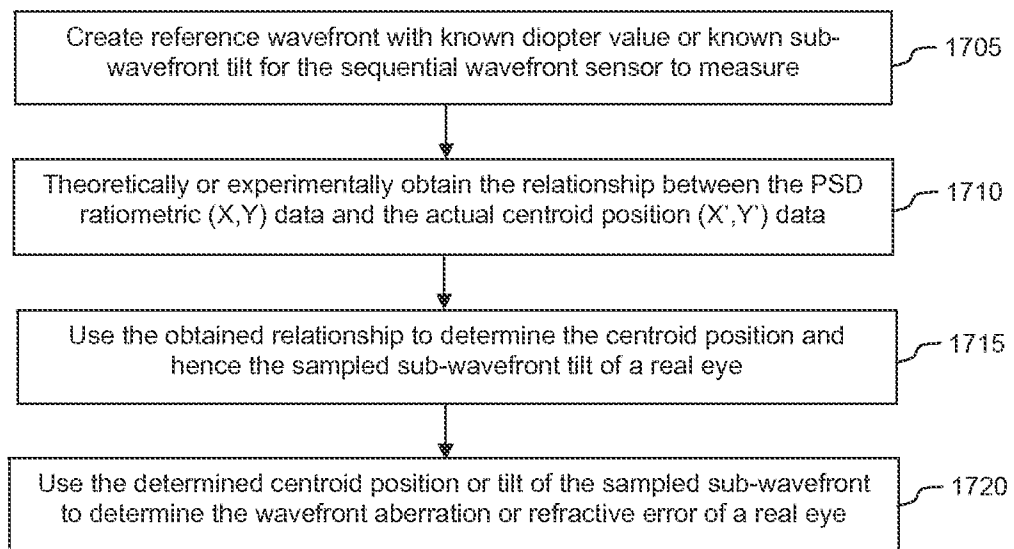 Create reference wavefront with known diopter value or known sub-
wavefront tilt for the sequential wavefront sensor to measure
1705
Theoretically or experimentally obtain the relationship between the PSD
ratiometric (X,Y) data and the actual centroid position (X',Y') data
1710
Use the obtained relationship to determine the centroid position and
hence the sampled sub-wavefront tilt of a real eye
1715
Use the determined centroid position or tilt of the sampled sub-wavefront
to determine the wavefront aberration or refractive error of a real eye
1720